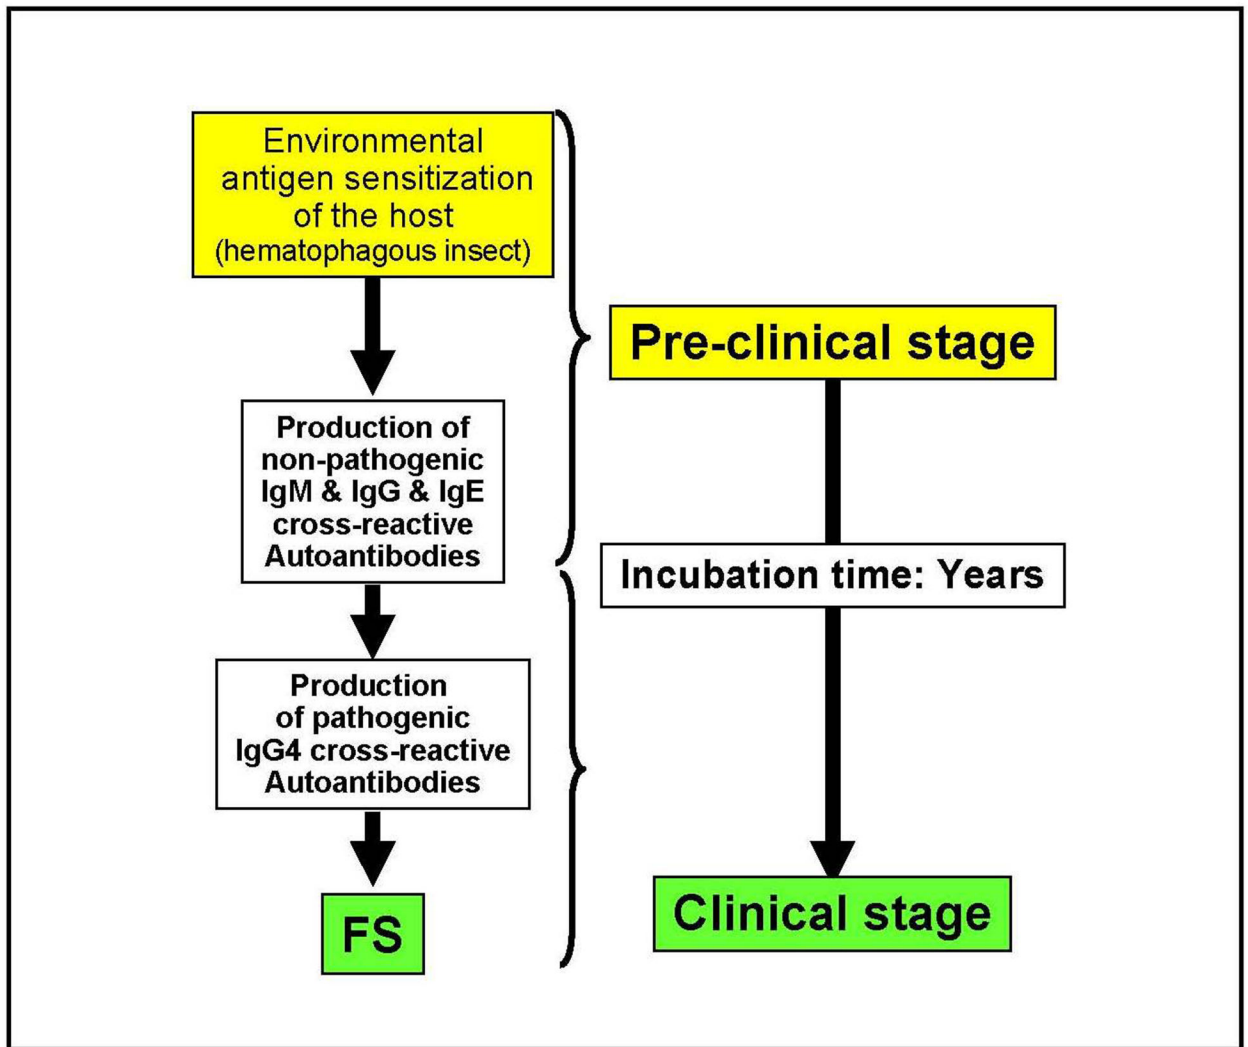 Environmental
antigen sensitization
of the host
(hematophagous insect)
Production of
non-pathogenic
IgM & IgG & IgE
cross-reactive
Autoantibodies
Production
of pathogenic
IgG4 cross-reactive
Autoantibodies
FS
Pre-clinical stage
Incubation time: Years
Clinical stage